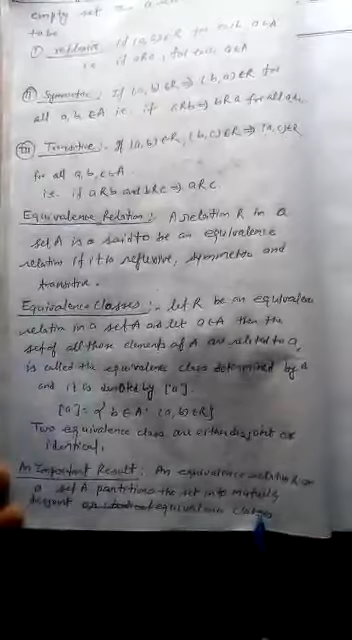 empty set
to be
(i) reflexive if (a,a)∈R for each a∈A
i.e. if aRa, for each a∈A
(ii) Symmetric: If (a,b)∈R ⇒ (b,a)∈R for
all a,b∈A i.e. if aRb ⇒ bRa for all a,b∈
(iii) Transitive:- If (a,b)∈R, (b,c)∈R ⇒ (a,c)∈R
for all a,b,c∈A
i.e. if aRb and bRc ⇒ aRc.
Equivalence Relation: A relation R in a
set A is a said to be an equivalence
relation if it is reflexive, symmetric and
transitive.
Equivalence Classes:- let R be an equivalence
relation in a set A and let a∈A then the
set of all those elements of A are related to a,
is called the equivalence class determined by a
and it is denoted by [a].
[a] = {b∈A: (a,b)∈R}
Two equivalence class are either disjoint or
identical.
An Important Result: An equivalence relation R on
a set A partitions the set into mutually
disjoint equivalence classes